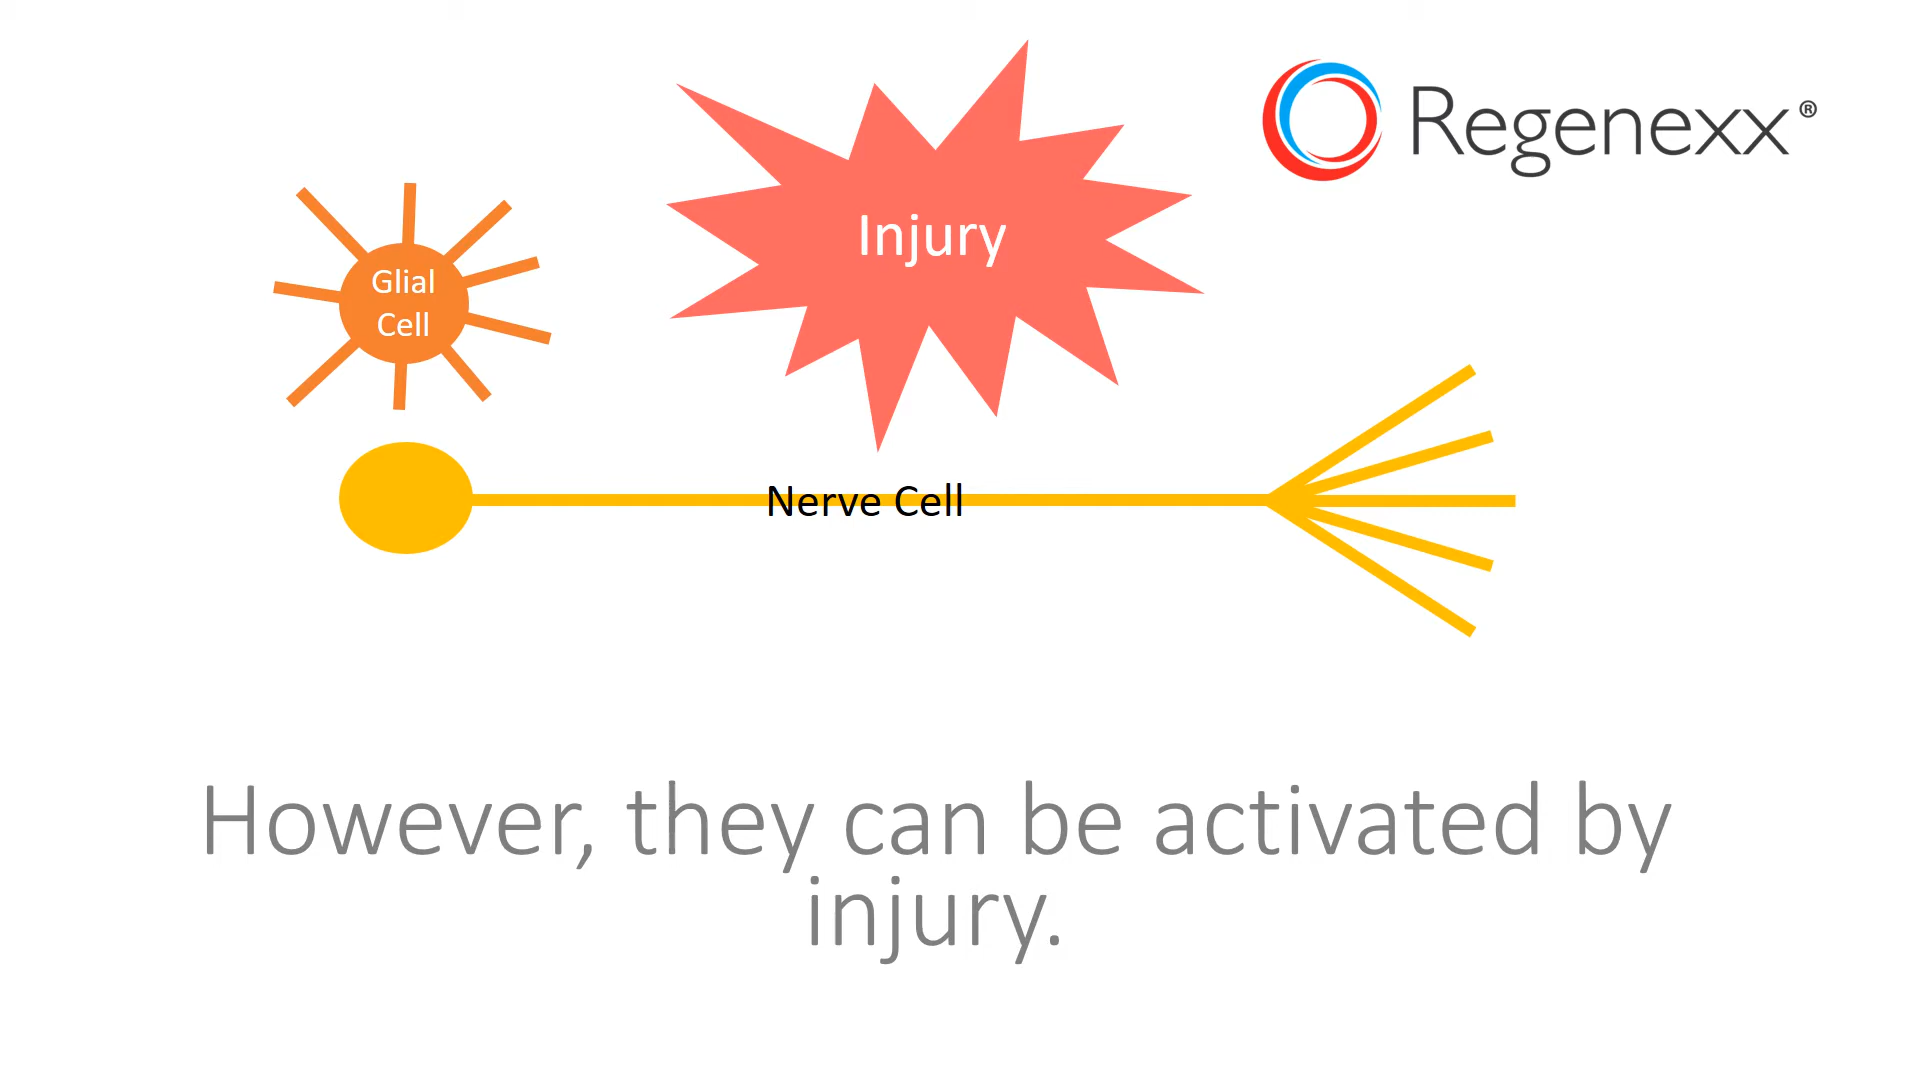 Regenexx®
Injury
Glial
Cell
Nerve Cell
However, they can be activated by
injury.